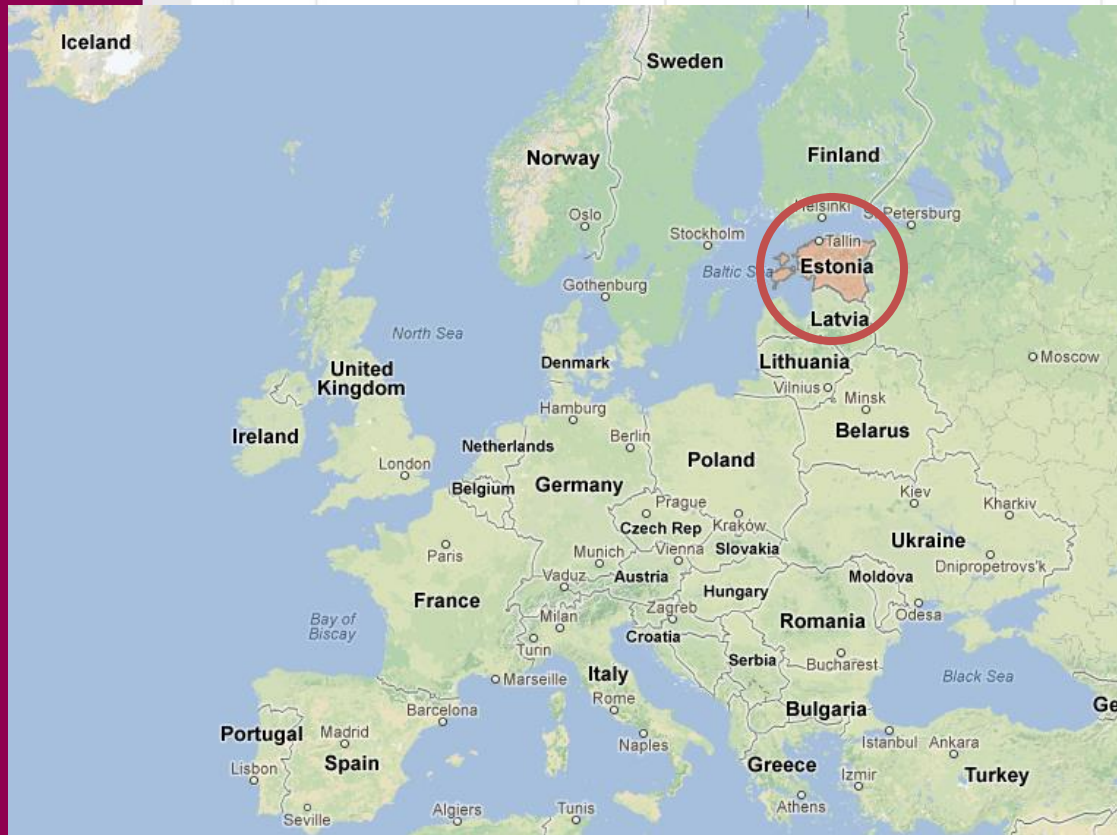 Iceland
Sweden
Norway
Finland
Oslo
Helsinki
St. Petersburg
Stockholm
Tallin
Baltic Sea
Estonia
Gothenburg
Latvia
North Sea
Moscow
Denmark
Lithuania
United
Kingdom
Vilnius
Minsk
Hamburg
Belarus
Ireland
Netherlands
Berlin
Poland
London
Belgium
Germany
Prague
Kiev
Kharkiv
Czech Rep
Kraków
Ukraine
Paris
Munich
Vienna
Slovakia
Dnipropetrovs'k
Vaduz
Austria
Moldova
France
Hungary
Milan
Zagreb
Odesa
Bay of
Biscay
Turin
Croatia
Romania
Serbia
Bucharest
Marseille
Italy
Black Sea
Rome
Barcelona
Bulgaria
Ge
Portugal
Madrid
Naples
Istanbul
Ankara
Lisbon
Spain
Greece
Izmir
Turkey
Athens
Seville
Algiers
Tunis